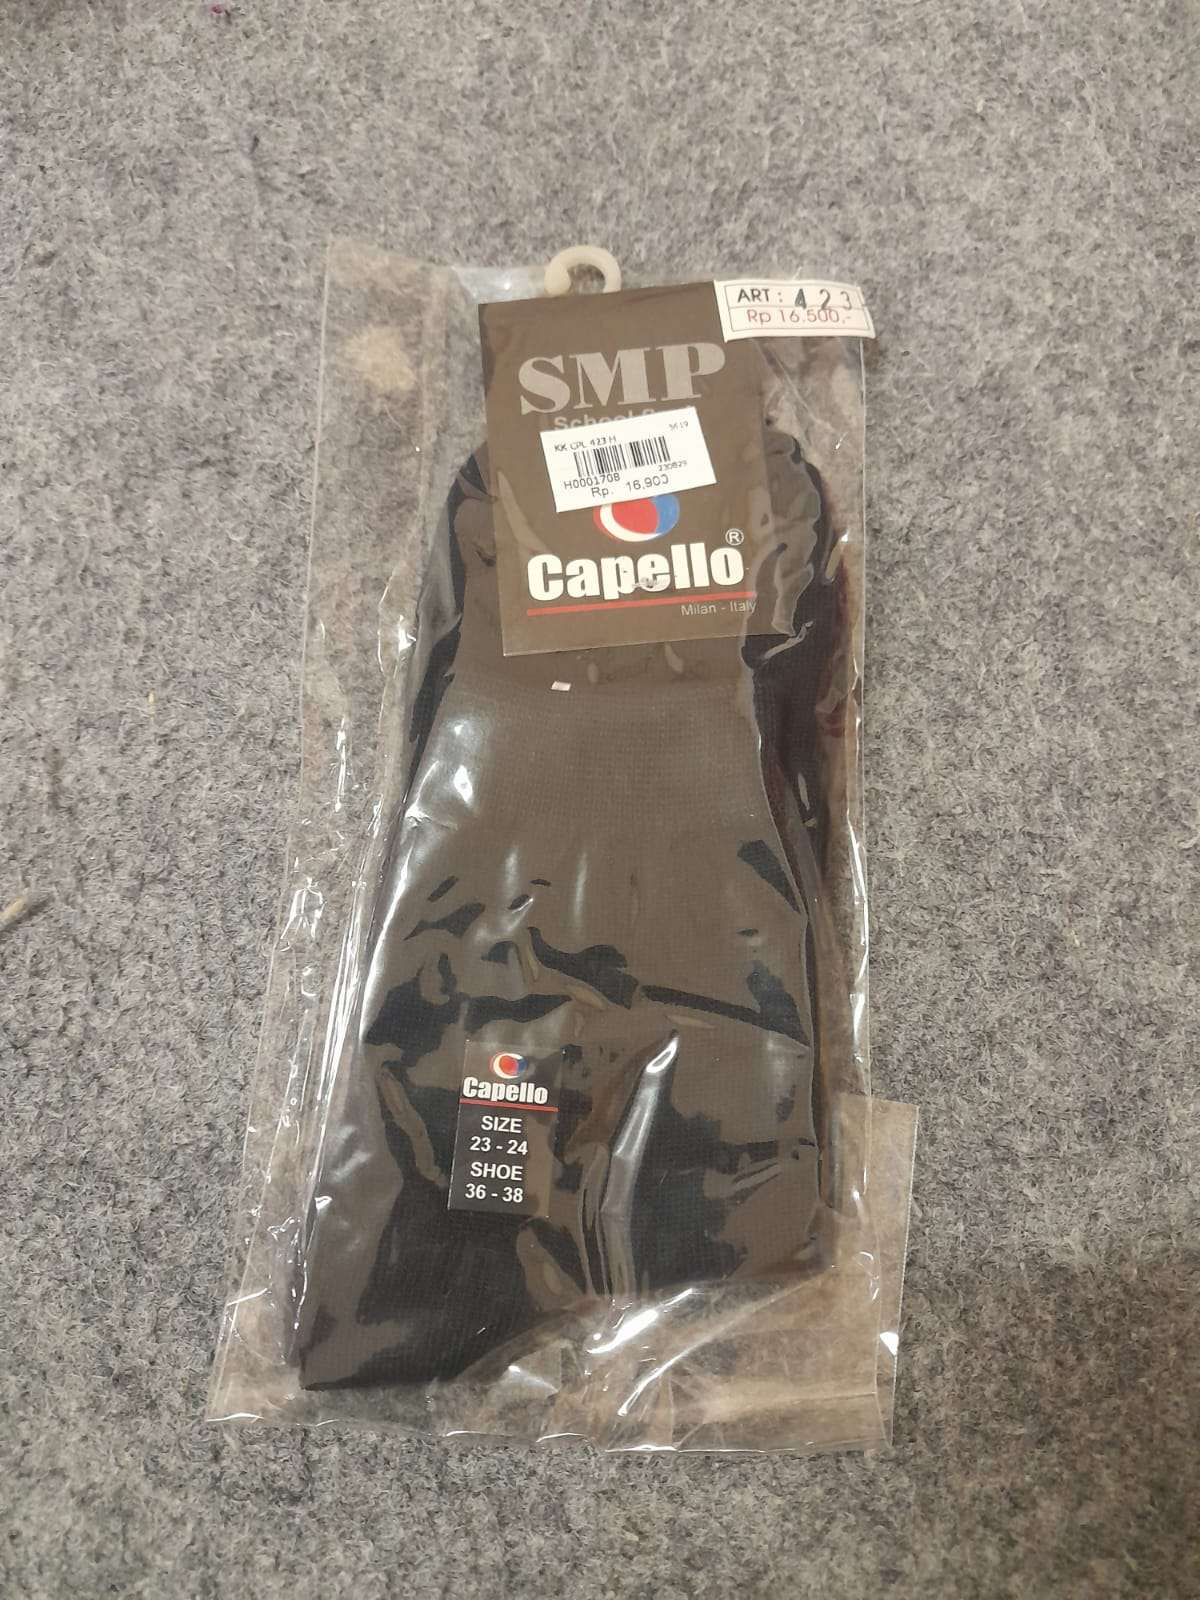 ART : 423
Rp 16.500,-
SMP
School
KK CPL 423 H
5619
H0001708
230829
Rp. 16,900
Capello®
Milan - Italy
Capello
SIZE
23 - 24
SHOE
36 - 38